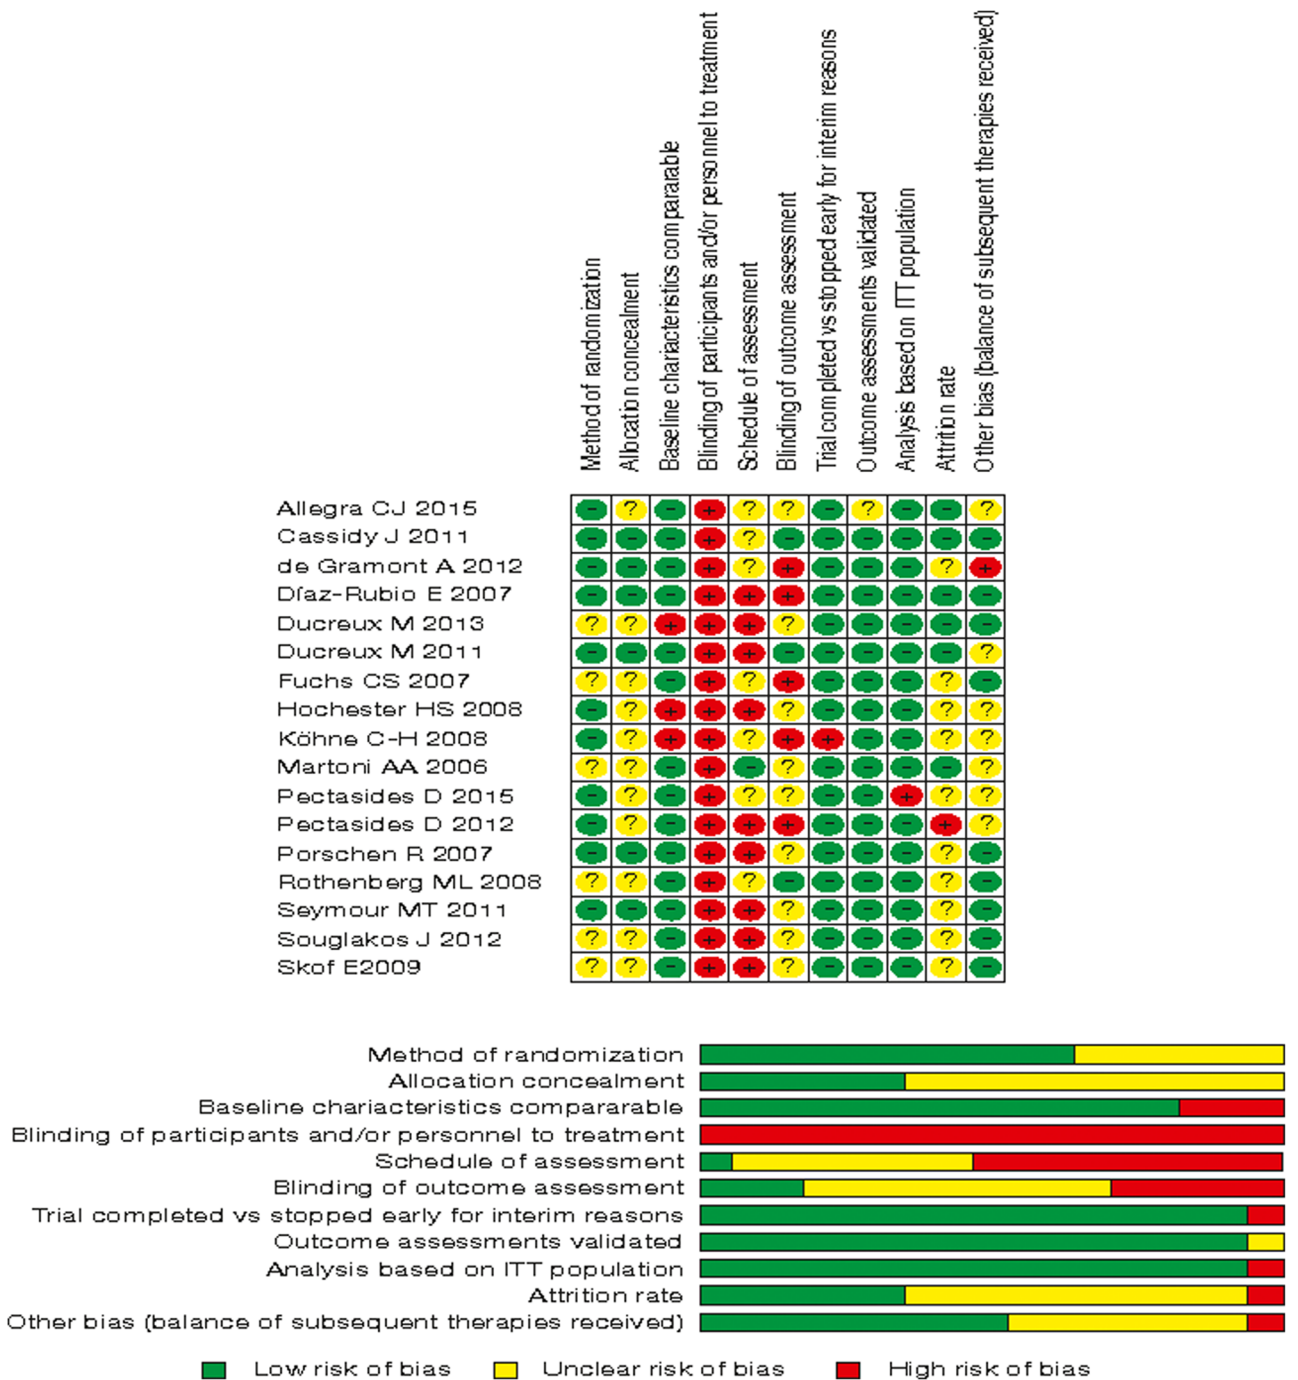 Method of randomization
Allocation concealment
Baseline chariacteristics compararable
Blinding of participants and/or personnel to treatment
Schedule of assessment
Blinding of outcome assessment
Trial completed vs stopped early for interim reasons
Outcome assessments validated
Analysis based on ITT population
Attrition rate
Other bias (balance of subsequent therapies received)
Allegra CJ 2015 - ? - + ? ? - ? - - ?
Cassidy J 2011 - - - + ? - - - - - -
de Gramont A 2012 - - - + ? + - - - ? +
Díaz-Rubio E 2007 - - - + + + - - - - -
Ducreux M 2013 ? ? + + + ? - - - - -
Ducreux M 2011 - - - + + - - - - - ?
Fuchs CS 2007 ? ? - + ? + - - - ? -
Hochester HS 2008 - ? + + + ? - - - ? ?
Köhne C-H 2008 - ? + + ? + + - - ? ?
Martoni AA 2006 ? ? - + - ? - - - - ?
Pectasides D 2015 - ? - + ? ? - - + ? ?
Pectasides D 2012 - ? - + + + - - - + ?
Porschen R 2007 - - - + + ? - - - ? -
Rothenberg ML 2008 ? ? - + ? - - - - ? -
Seymour MT 2011 - - - + + ? - - - ? -
Souglakos J 2012 ? ? - + + ? - - - ? -
Skof E2009 ? ? - + + ? - - - ? -
Method of randomization
Allocation concealment
Baseline chariacteristics compararable
Blinding of participants and/or personnel to treatment
Schedule of assessment
Blinding of outcome assessment
Trial completed vs stopped early for interim reasons
Outcome assessments validated
Analysis based on ITT population
Attrition rate
Other bias (balance of subsequent therapies received)
Low risk of bias Unclear risk of bias High risk of bias